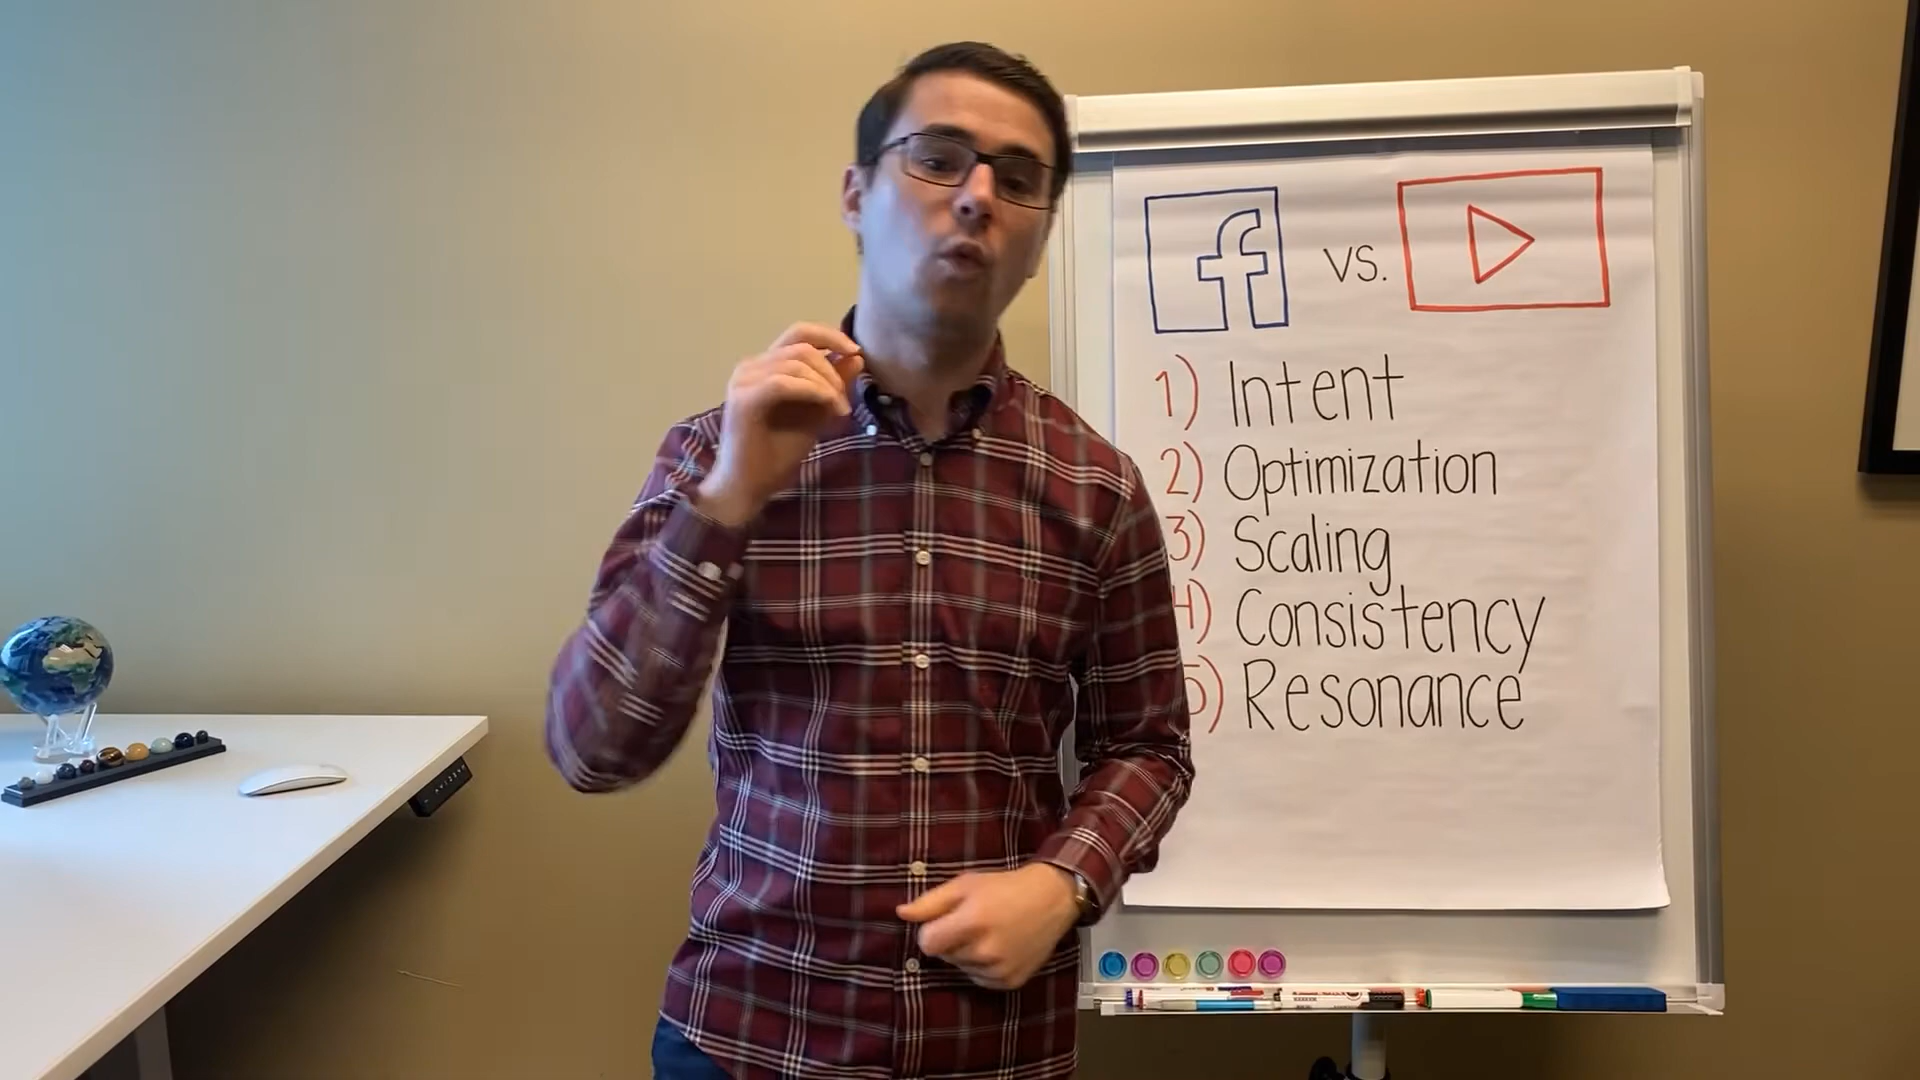 f vs.
1) Intent
2) Optimization
3) Scaling
4) Consistency
5) Resonance